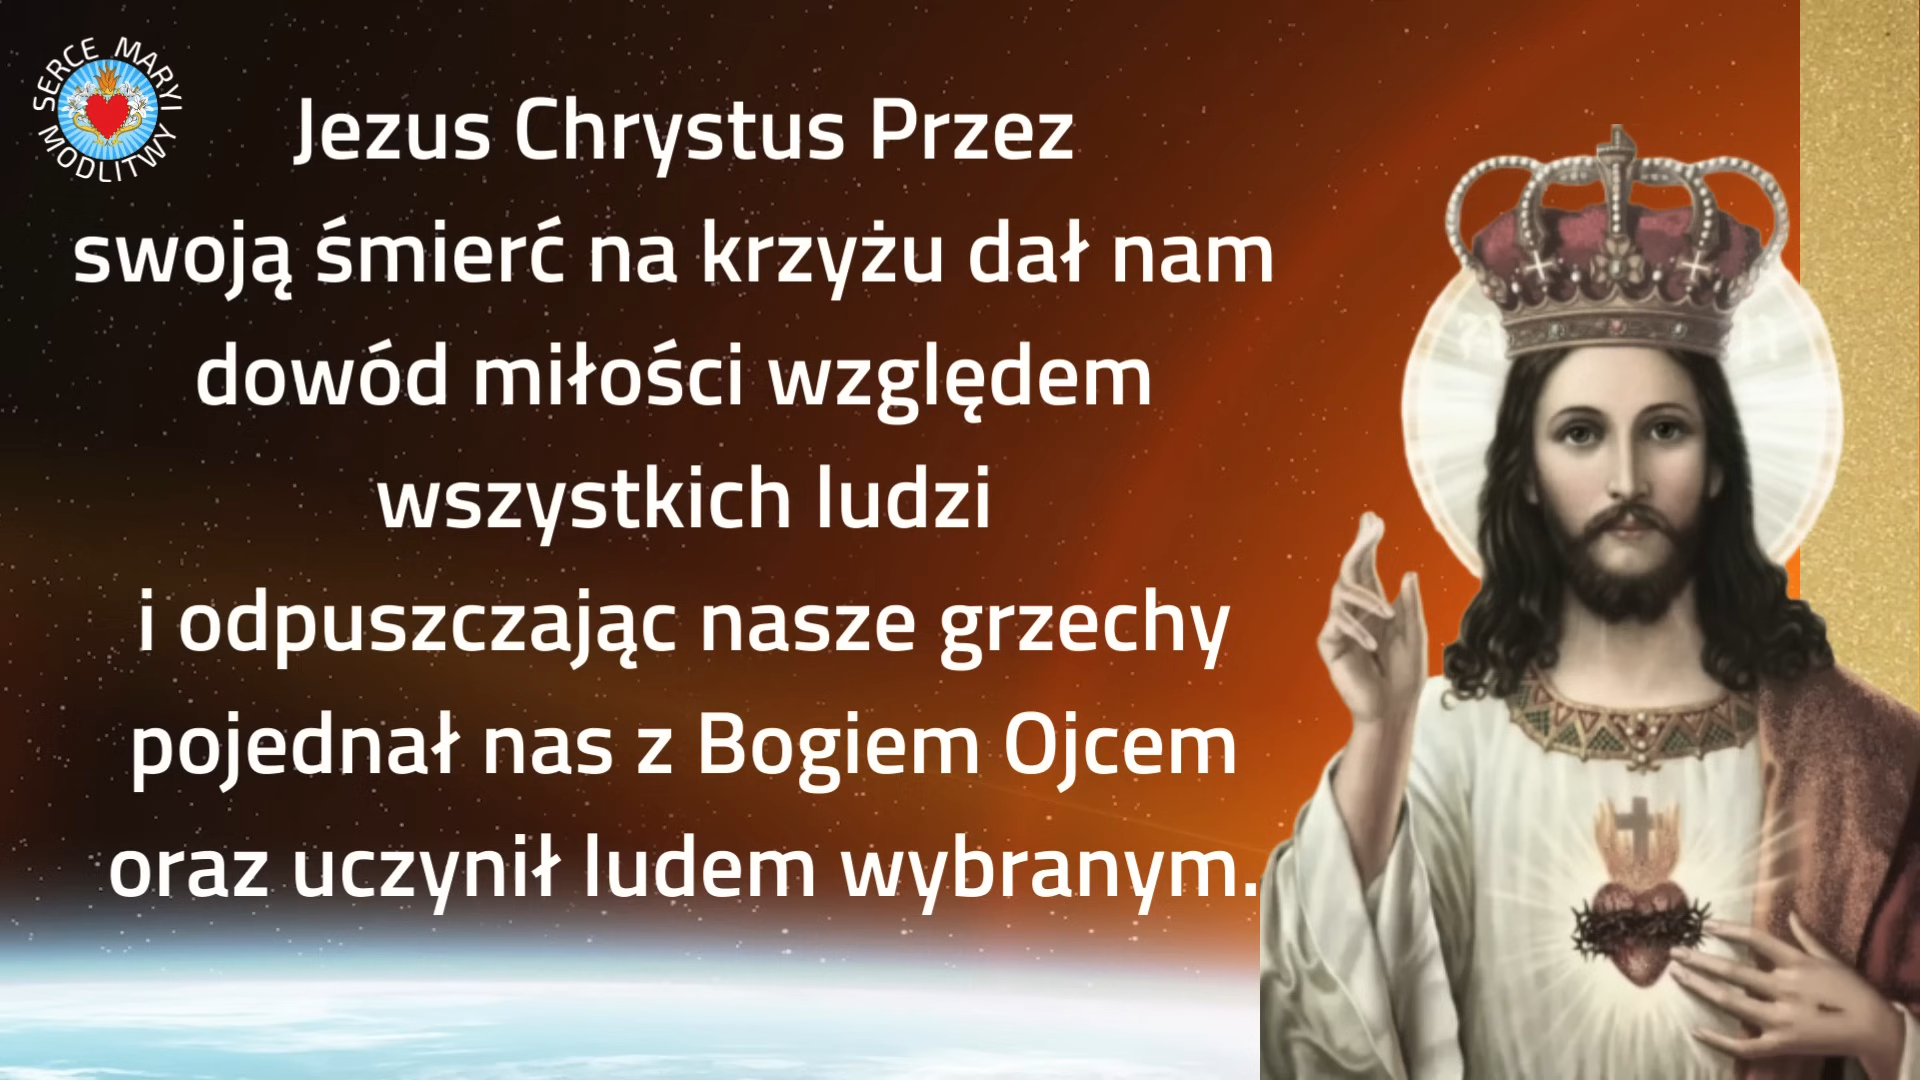 SERCE MARYI
MODLITWY
Jezus Chrystus Przez
swoją śmierć na krzyżu dał nam
dowód miłości względem
wszystkich ludzi
i odpuszczając nasze grzechy
pojednał nas z Bogiem Ojcem
oraz uczynił ludem wybranym.